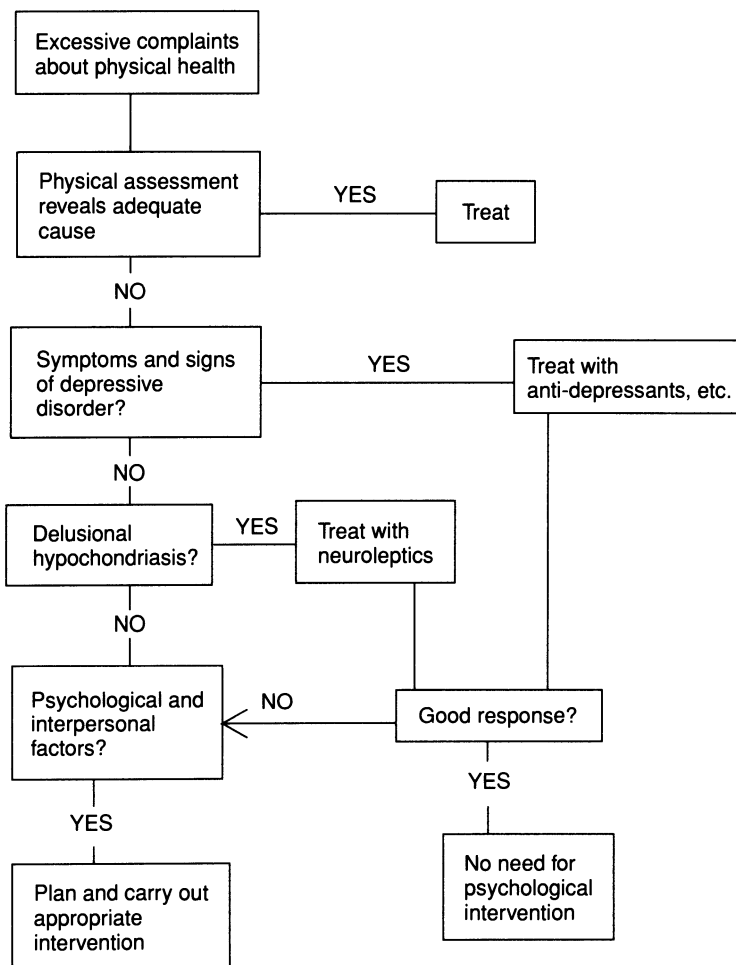 Excessive complaints
about physical health
Physical assessment
reveals adequate
cause
YES
Treat
NO
Symptoms and signs
of depressive
disorder?
YES
Treat with
anti-depressants, etc.
NO
Delusional
hypochondriasis?
YES
Treat with
neuroleptics
NO
Psychological and
interpersonal
factors?
NO
Good response?
YES
YES
Plan and carry out
appropriate
intervention
No need for
psychological
intervention